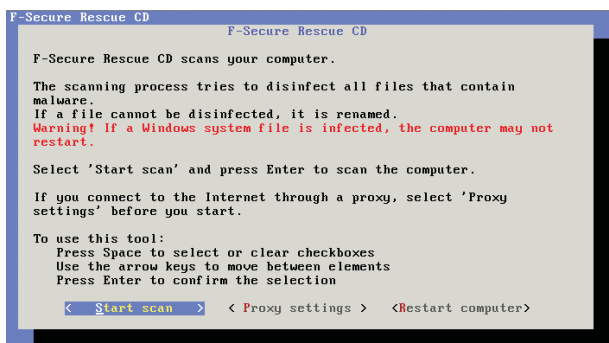 F-Secure Rescue CD
F-Secure Rescue CD
F-Secure Rescue CD scans your computer.
The scanning process tries to disinfect all files that contain
malware.
If a file cannot be disinfected, it is renamed.
Warning! If a Windows system file is infected, the computer may not
restart.
Select 'Start scan' and press Enter to scan the computer.
If you connect to the Internet through a proxy, select 'Proxy
settings' before you start.
To use this tool:
Press Space to select or clear checkboxes
Use the arrow keys to move between elements
Press Enter to confirm the selection
< Start scan > < Proxy settings > <Restart computer>